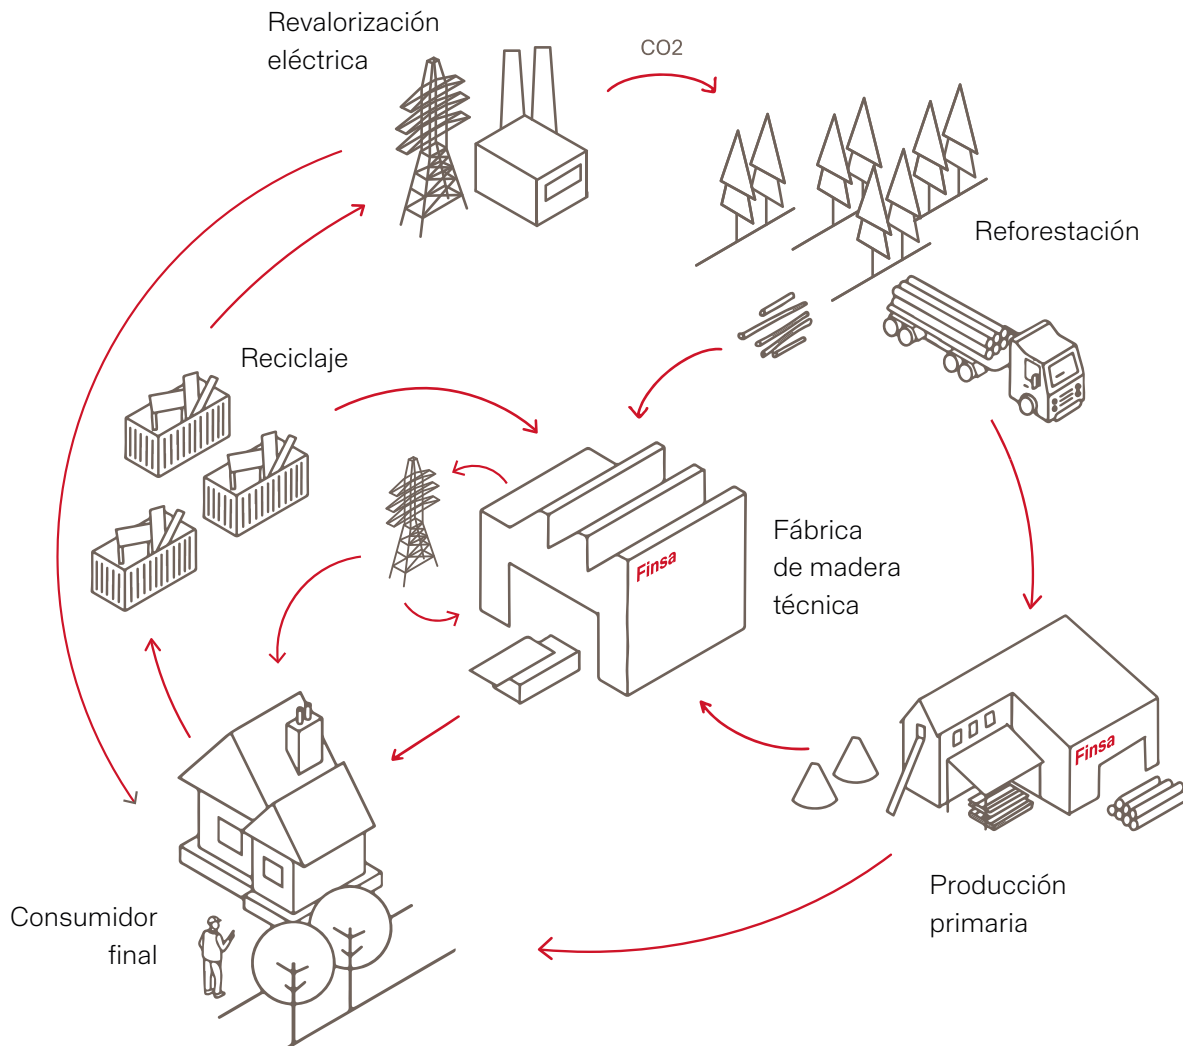 Revalorización
eléctrica
CO2
Reforestación
Reciclaje
Fábrica
de madera
técnica
Finsa
Finsa
Producción
primaria
Consumidor
final